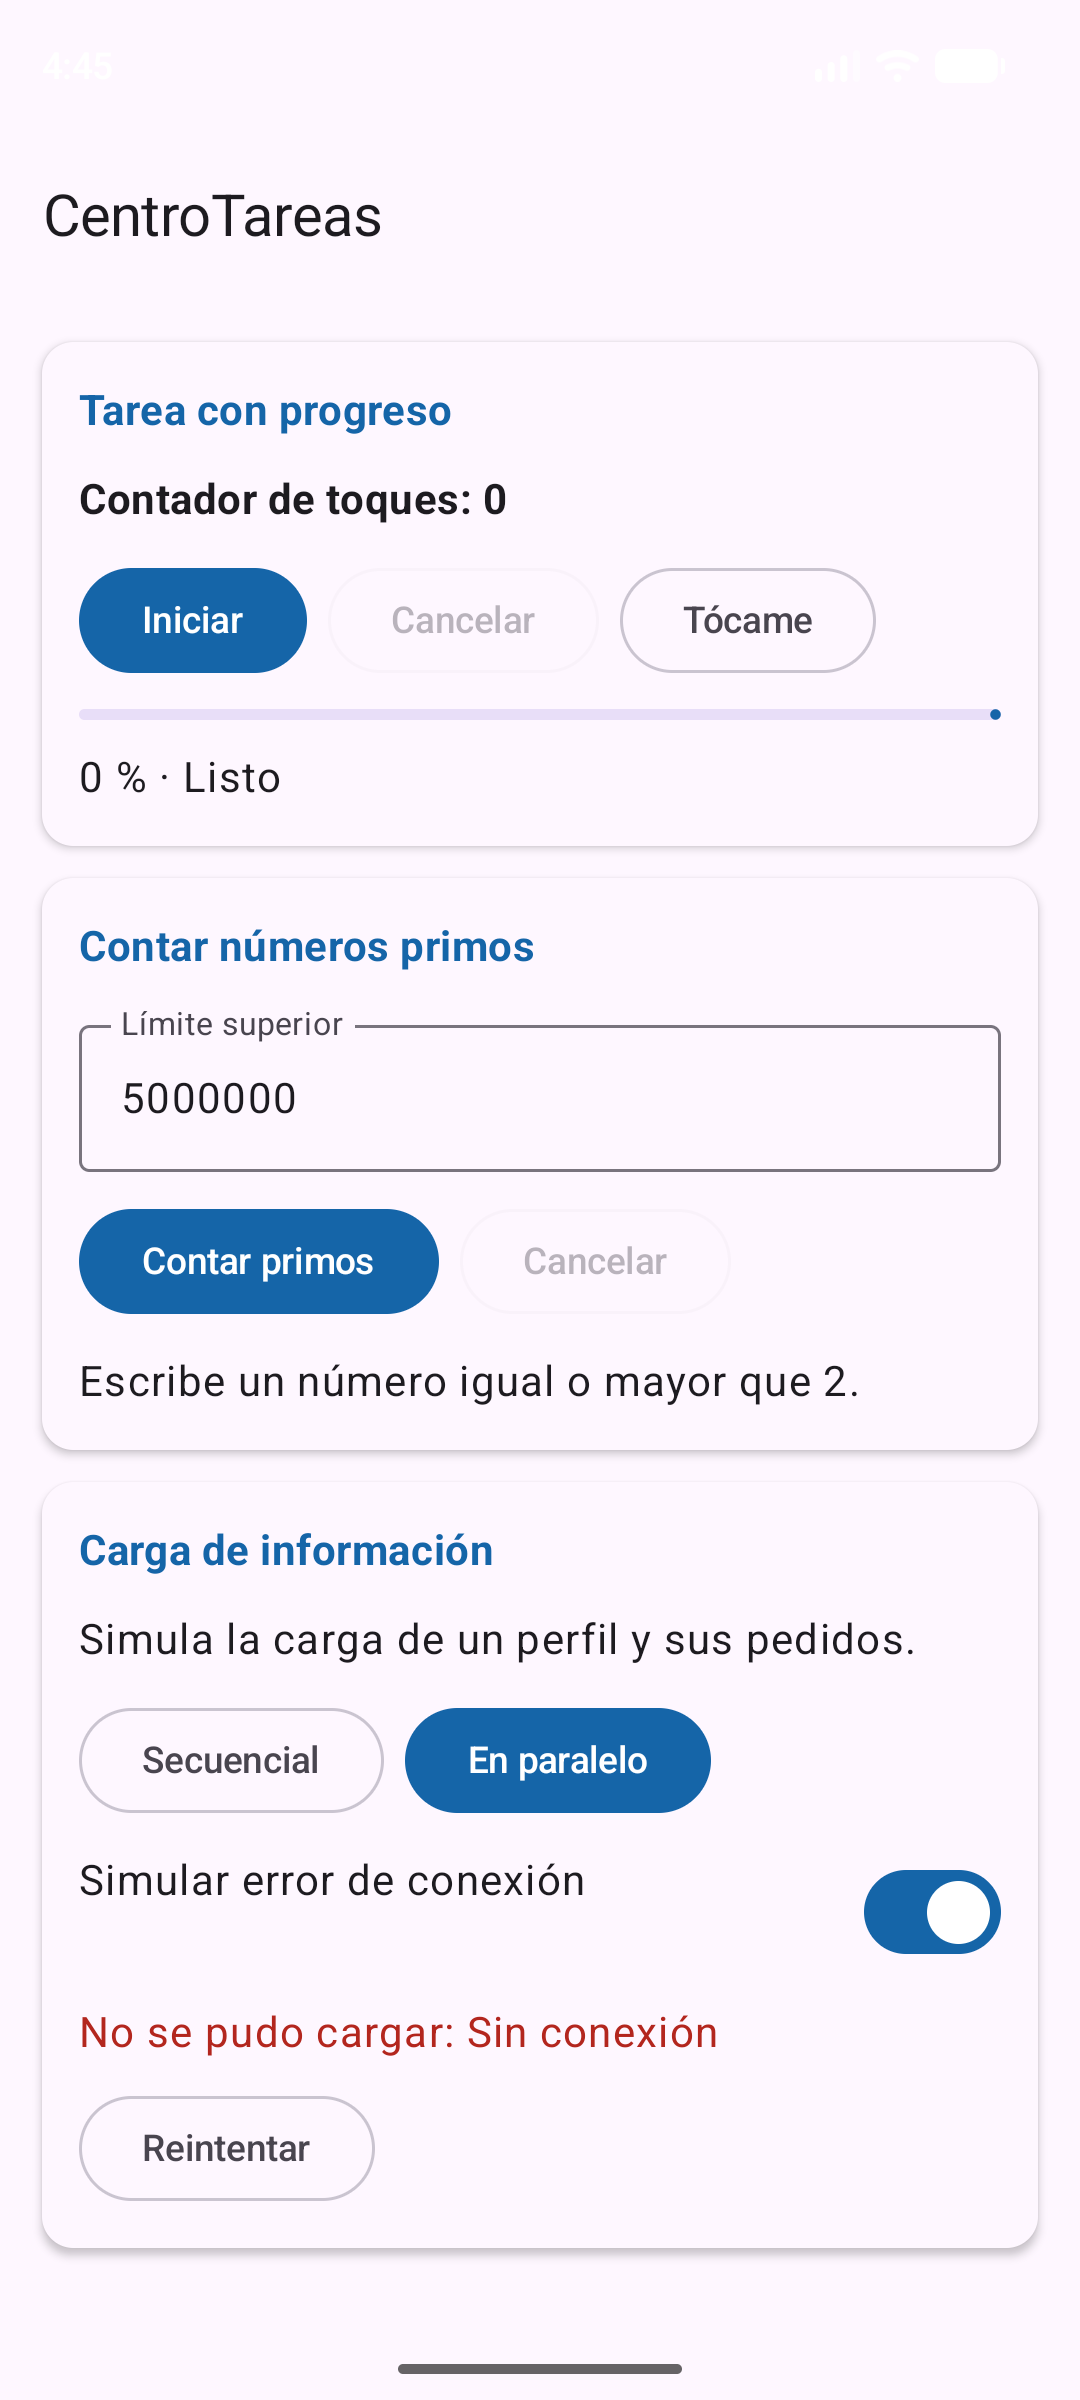 4:45
CentroTareas
Tarea con progreso
Contador de toques: 0
Iniciar Cancelar Tócame
0 % · Listo
Contar números primos
Límite superior
5000000
Contar primos Cancelar
Escribe un número igual o mayor que 2.
Carga de información
Simula la carga de un perfil y sus pedidos.
Secuencial En paralelo
Simular error de conexión
No se pudo cargar: Sin conexión
Reintentar